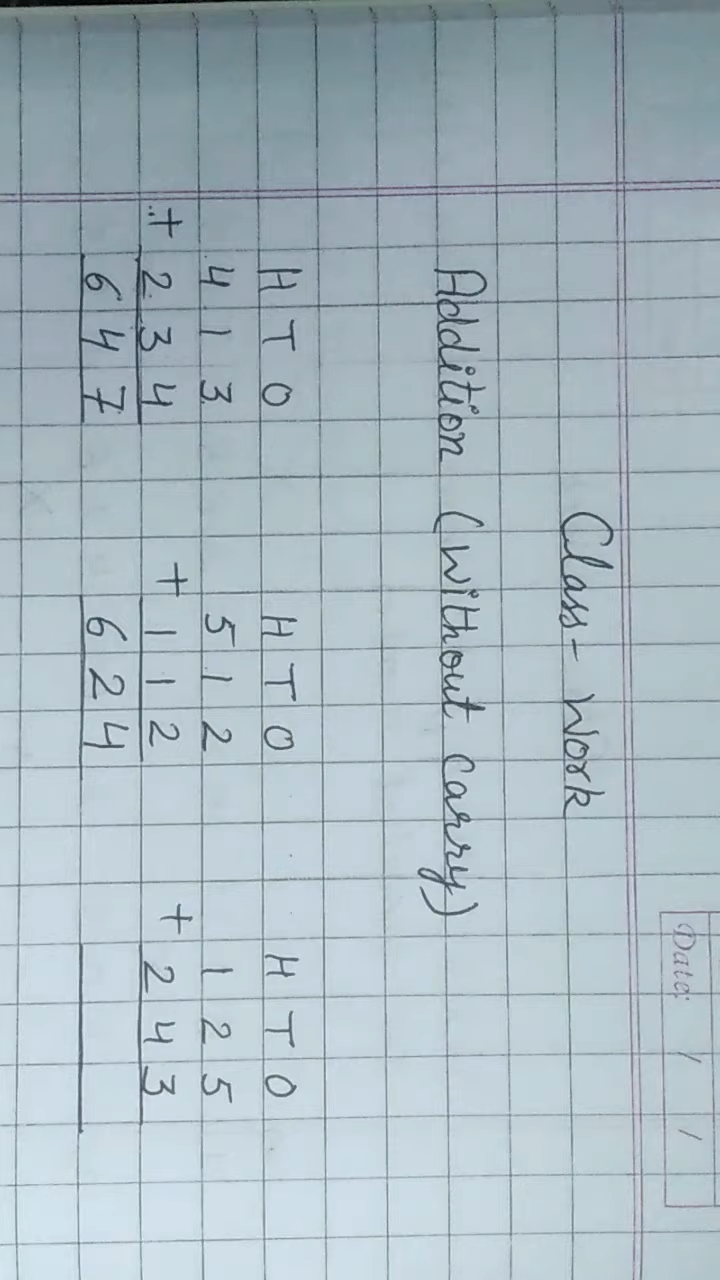 Date: / /
Class- Work
Addition (without carry)
H T O H T O H T O
4 1 3 5 1 2 1 2 5
+ 2 3 4 + 1 1 2 + 2 4 3
6 4 7 6 2 4